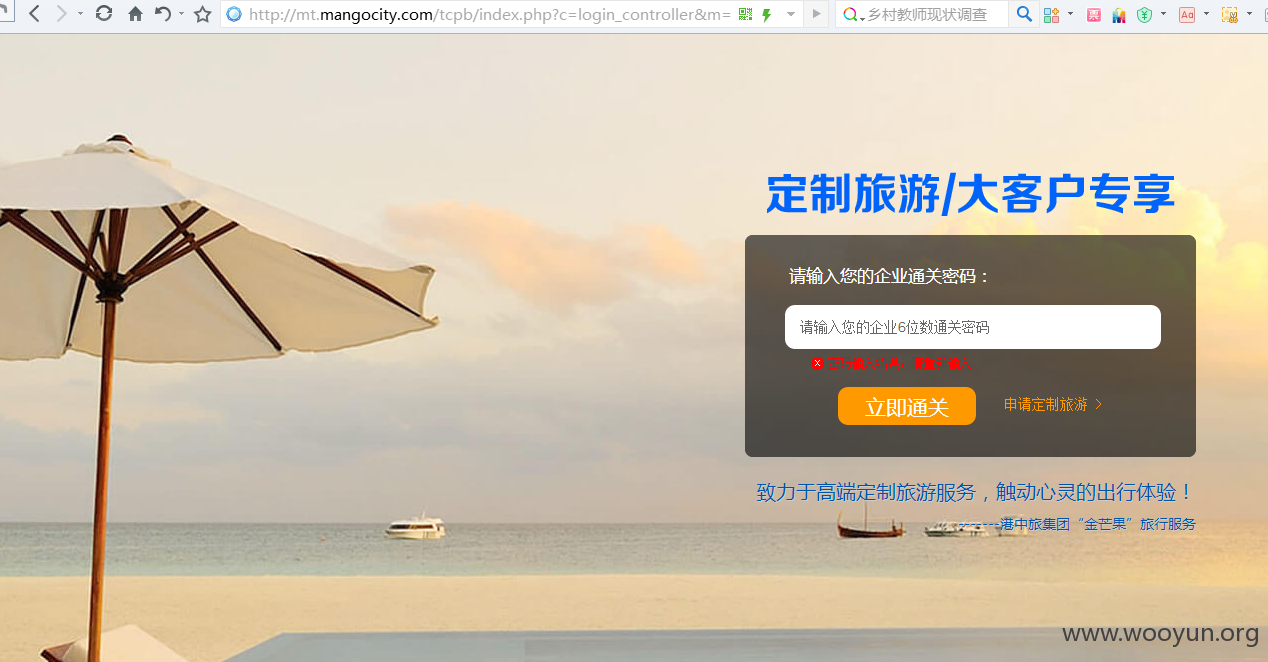 http://mt.mangocity.com/tcpb/index.php?c=login_controller&m=
乡村教师现状调查
定制旅游/大客户专享
请输入您的企业通关密码：
请输入您的企业6位数通关密码
立即通关
申请定制旅游 >
致力于高端定制旅游服务，触动心灵的出行体验！
-------港中旅集团“金芒果”旅行服务
www.wooyun.org